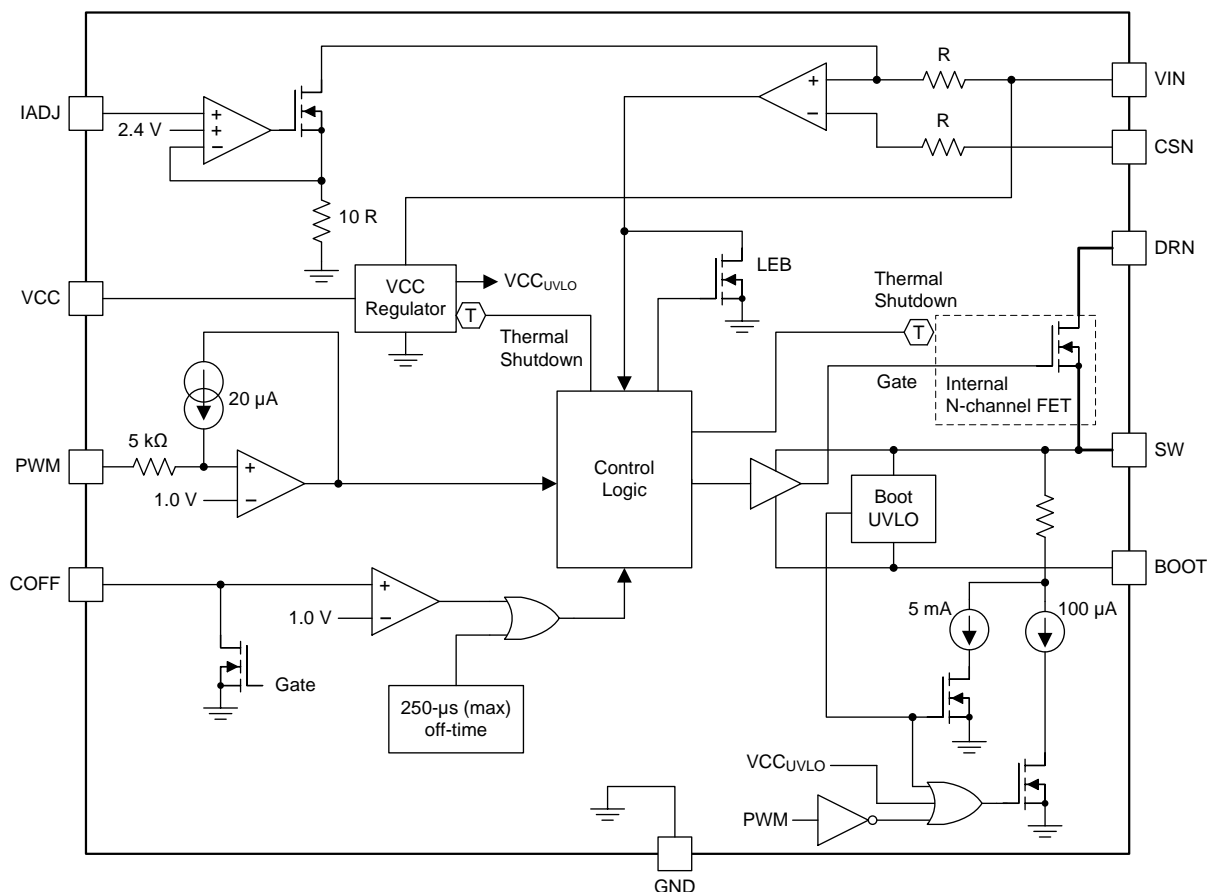 R
VIN
IADJ
2.4 V
+
+
−
+
−
R
CSN
10 R
DRN
LEB
VCC
VCC
Regulator
VCCUVLO
T
Thermal
Shutdown
Thermal
Shutdown
T
Gate
Internal
N-channel FET
20 µA
5 kΩ
PWM
+
1.0 V
−
Control
Logic
SW
Boot
UVLO
COFF
+
1.0 V
−
BOOT
5 mA
100 µA
Gate
250-µs (max)
off-time
VCCUVLO
PWM
GND